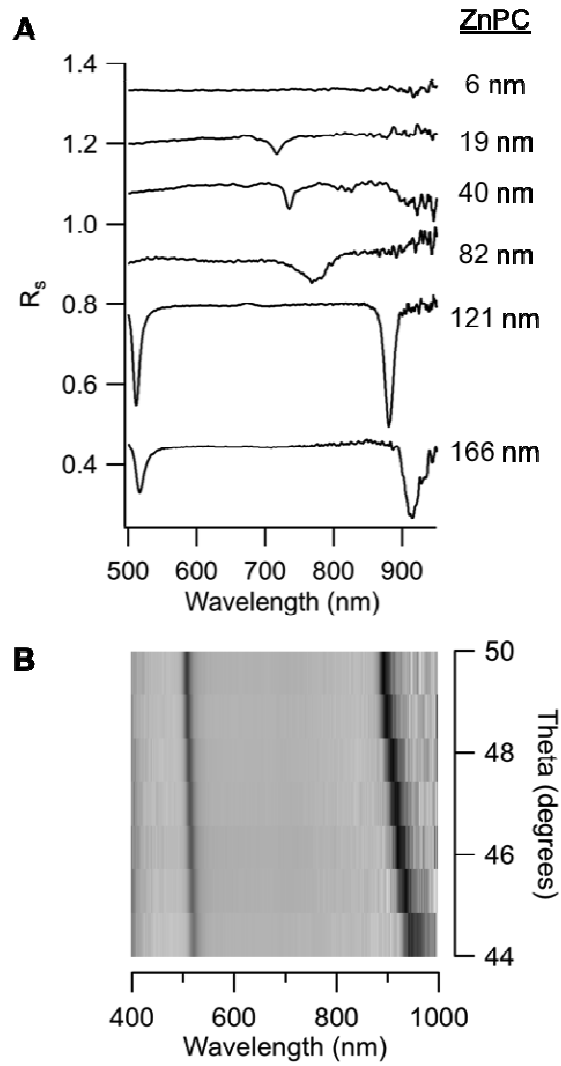 A
ZnPC
1.4
6 nm
1.2
19 nm
40 nm
1.0
82 nm
Rs
0.8
121 nm
0.6
0.4
166 nm
500 600 700 800 900
Wavelength (nm)
B
50
48
46
44
Theta (degrees)
400 600 800 1000
Wavelength (nm)